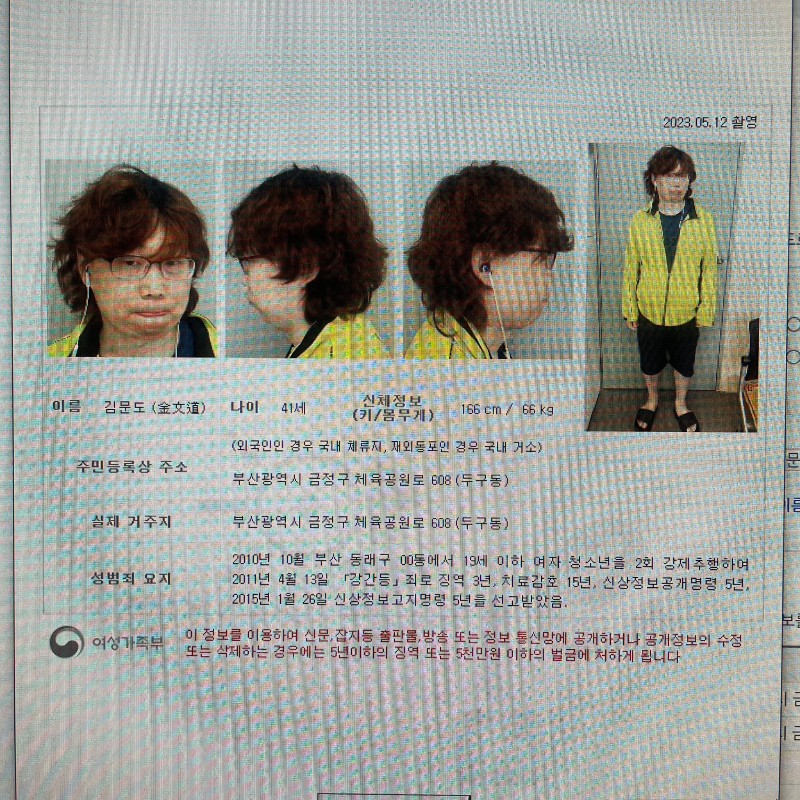 2023.05.12 촬영
이름 김문도 (金文道) 나이 41세 신체정보 (키/몸무게) 166 cm / 66 kg
(외국인인 경우 국내 체류지, 재외동포인 경우 국내 거소)
주민등록상 주소
부산광역시 금정구 체육공원로 608 (두구동)
실제 거주지 부산광역시 금정구 체육공원로 608 (두구동)
2010년 10월 부산 동래구 00동에서 19세 이하 여자 청소년을 2회 강제추행하여
성범죄 요지 2011년 4월 13일 「강간등」죄로 징역 3년, 치료감호 15년, 신상정보공개명령 5년,
2015년 1월 26일 신상정보고지명령 5년을 선고받았음.
여성가족부 이 정보를 이용하여 신문,잡지등 출판물,방송 또는 정보 통신망에 공개하거나 공개정보의 수정
또는 삭제하는 경우에는 5년이하의 징역 또는 5천만원 이하의 벌금에 처하게 됩니다